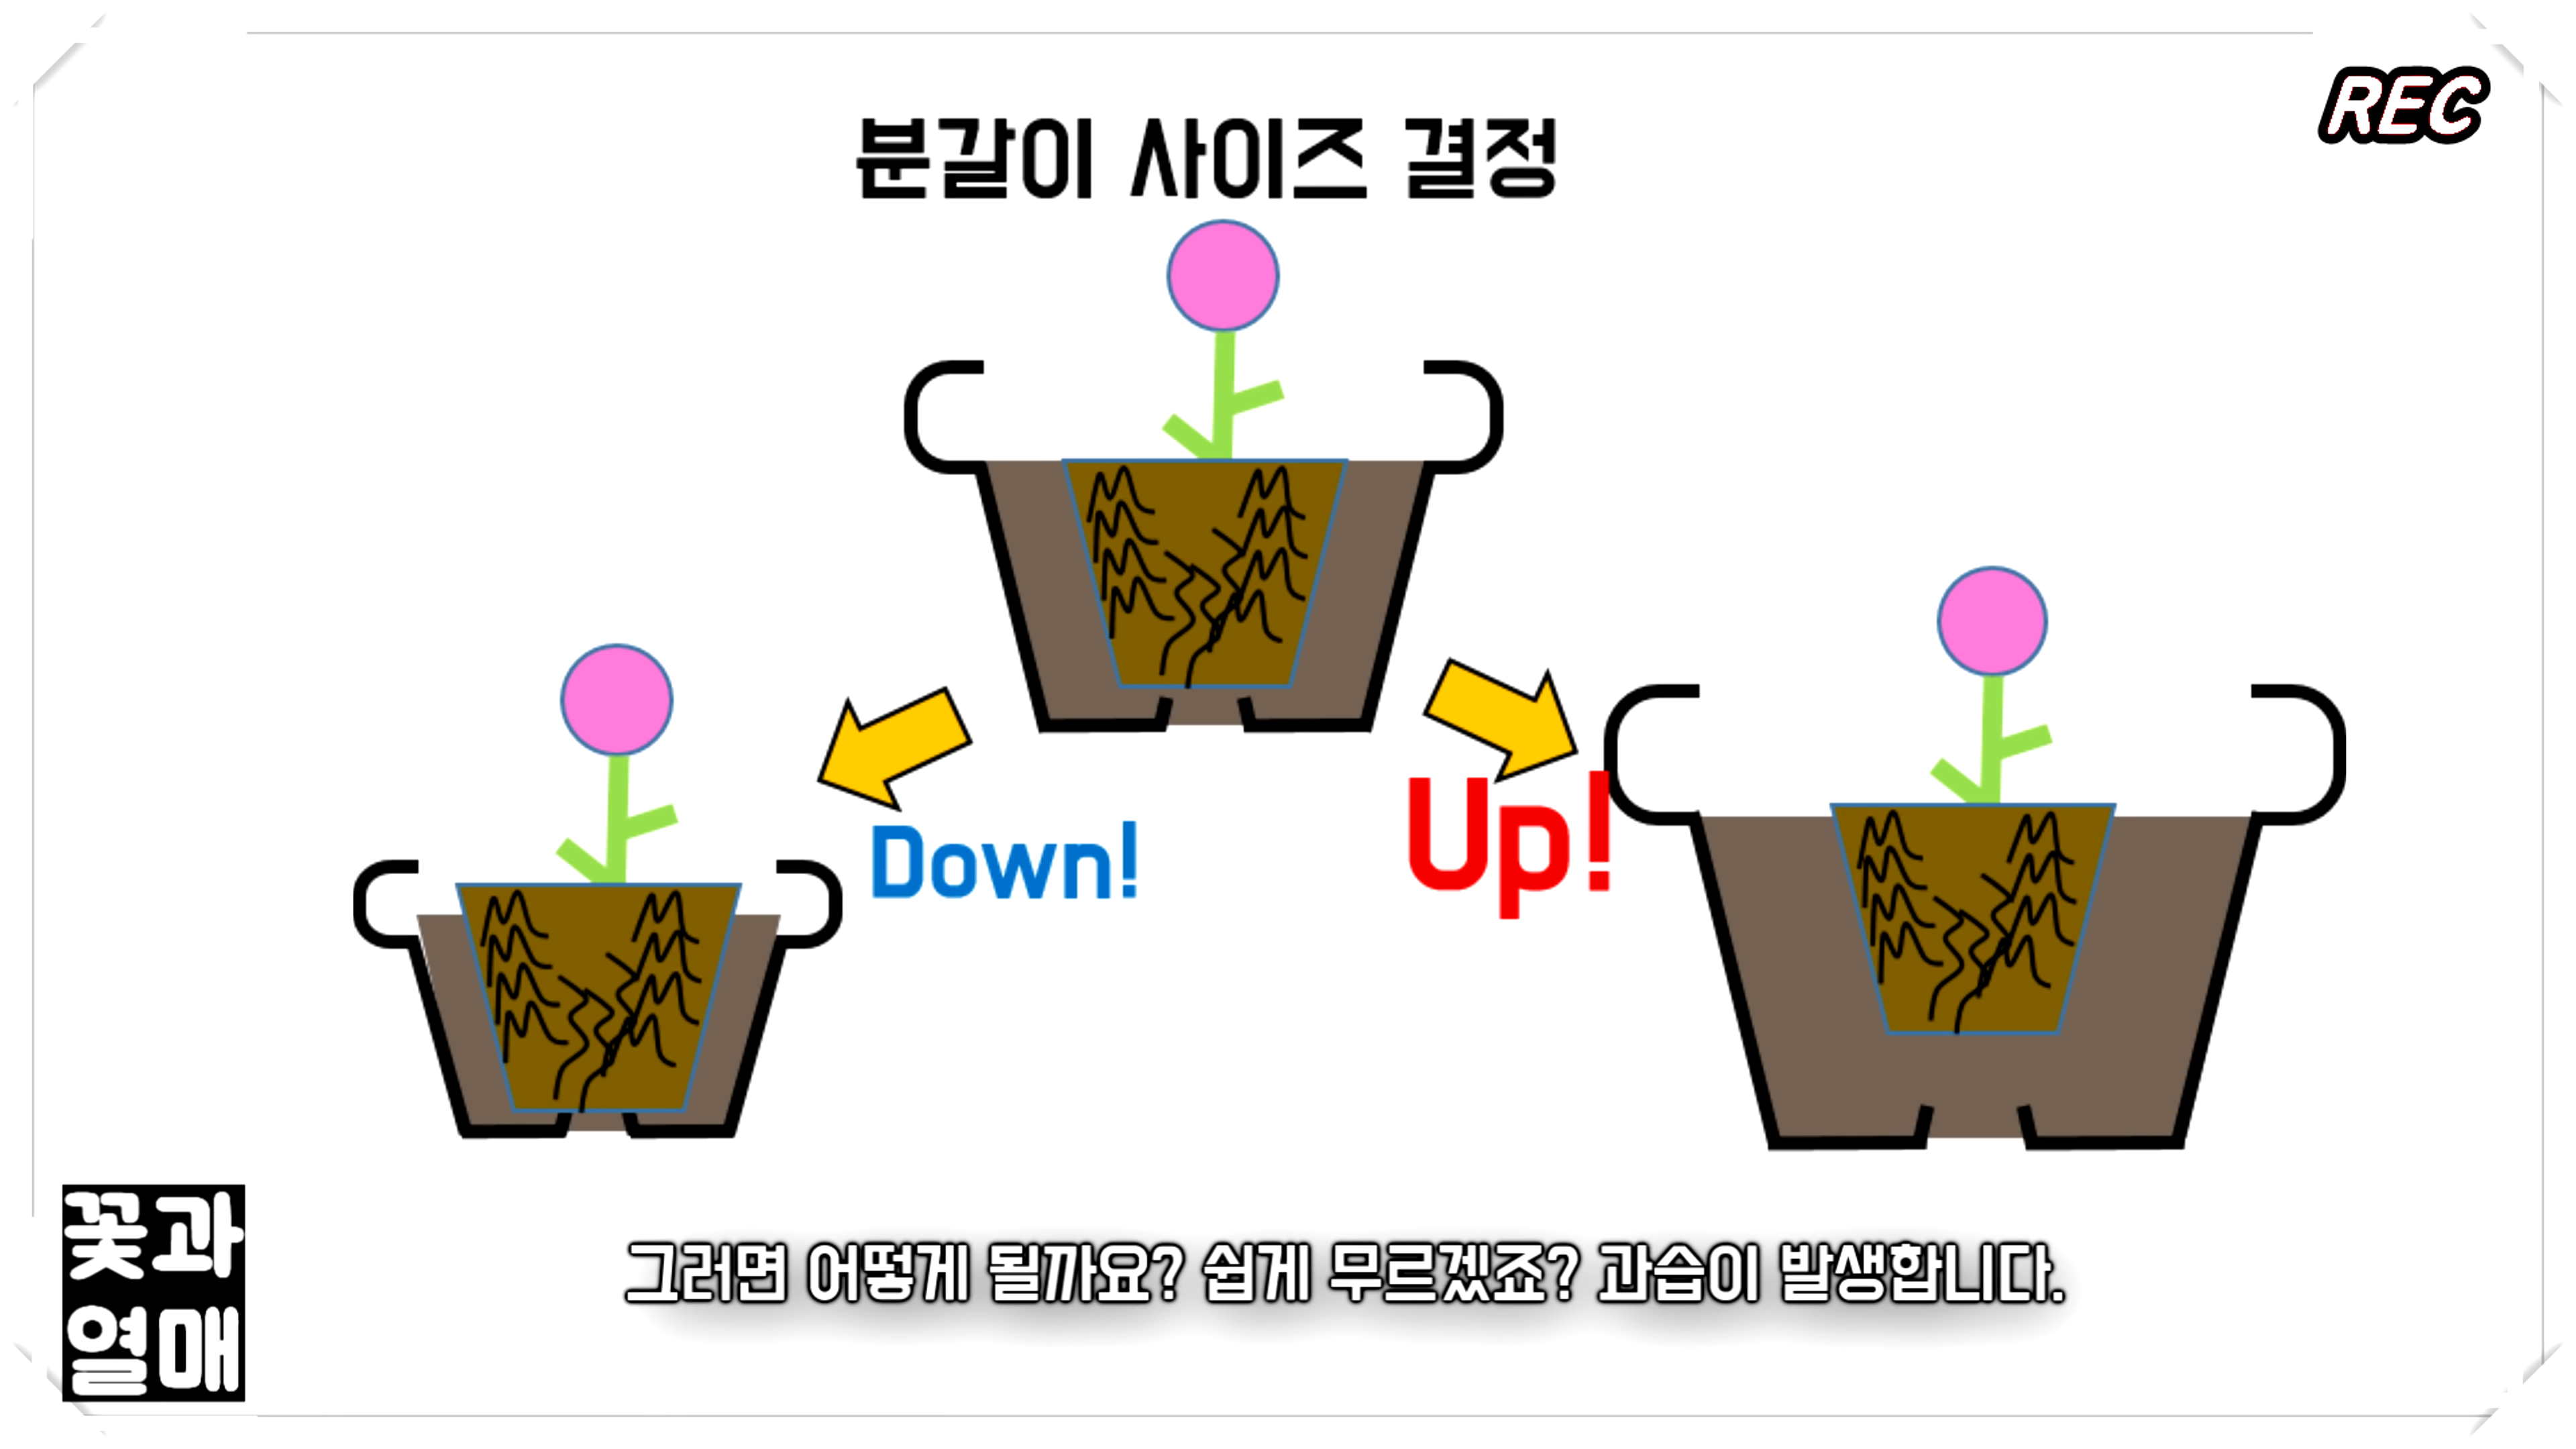 REC
분갈이 사이즈 결정
Down!
Up!
꽃과
열매
그러면 어떻게 될까요? 쉽게 무르겠죠? 과습이 발생합니다.